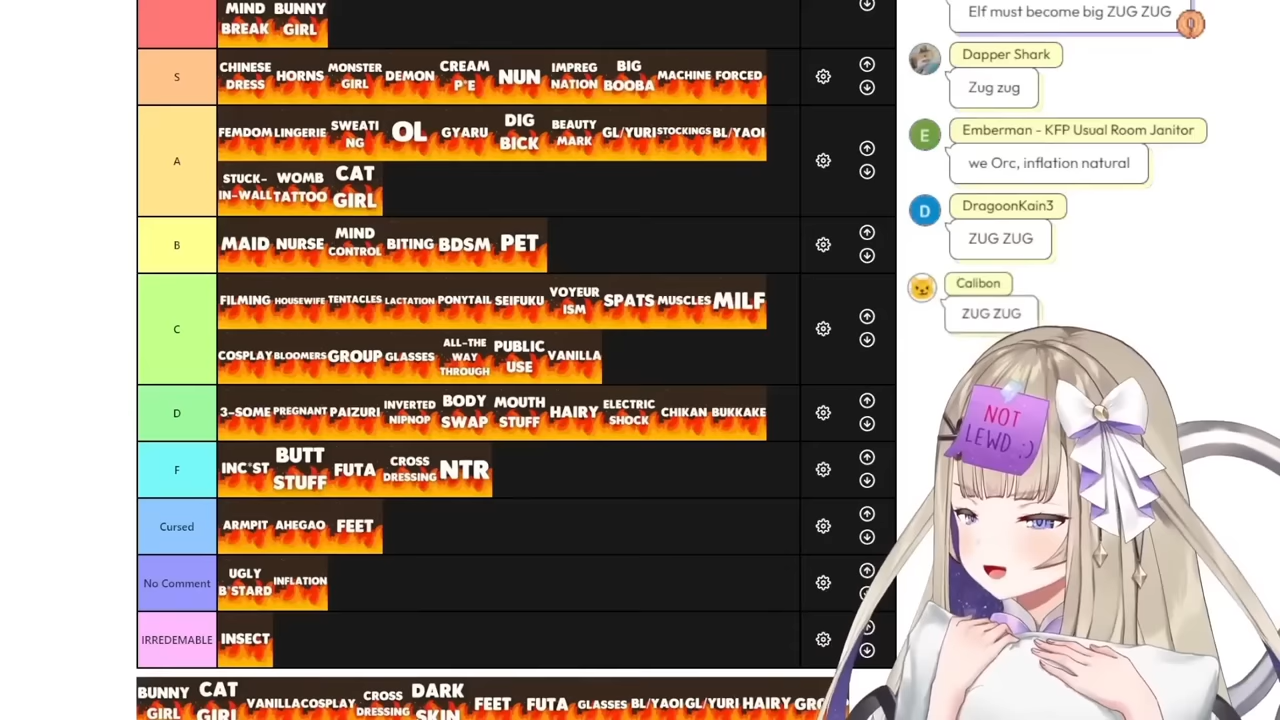 MIND BUNNY
BREAK GIRL
Elf must become big ZUG ZUG
S
CHINESE DRESS
HORNS
MONSTER GIRL
DEMON
CREAM P*E
NUN
IMPREG NATION
BIG BOOBA
MACHINE
FORCED
Dapper Shark
Zug zug
A
FEMDOM
LINGERIE
SWEATI NG
OL
GYARU
DIG BICK
BEAUTY MARK
GL/YURI
STOCKINGS
BL/YAOI
STUCK-IN-WALL
WOMB TATTOO
CAT GIRL
E
Emberman - KFP Usual Room Janitor
we Orc, inflation natural
B
MAID
NURSE
MIND CONTROL
BITING
BDSM
PET
D
DragoonKain3
ZUG ZUG
C
FILMING
HOUSEWIFE
TENTACLES
LACTATION
PONYTAIL
SEIFUKU
VOYEUR ISM
SPATS
MUSCLES
MILF
COSPLAY
BLOOMERS
GROUP
GLASSES
ALL-THE WAY THROUGH
PUBLIC USE
VANILLA
Calibon
ZUG ZUG
D
3-SOME
PREGNANT
PAIZURI
INVERTED NIPNOP
BODY SWAP
MOUTH STUFF
HAIRY
ELECTRIC SHOCK
CHIKAN
BUKKAKE
NOT
LEWD :)
F
INC*ST
BUTT STUFF
FUTA
CROSS DRESSING
NTR
Cursed
ARMPIT
AHEGAO
FEET
No Comment
UGLY B*STARD
INFLATION
IRREDEMABLE
INSECT
BUNNY GIRL
CAT GIRL
VANILLA
COSPLAY
CROSS DRESSING
DARK SKIN
FEET
FUTA
GLASSES
BL/YAOI
GL/YURI
HAIRY